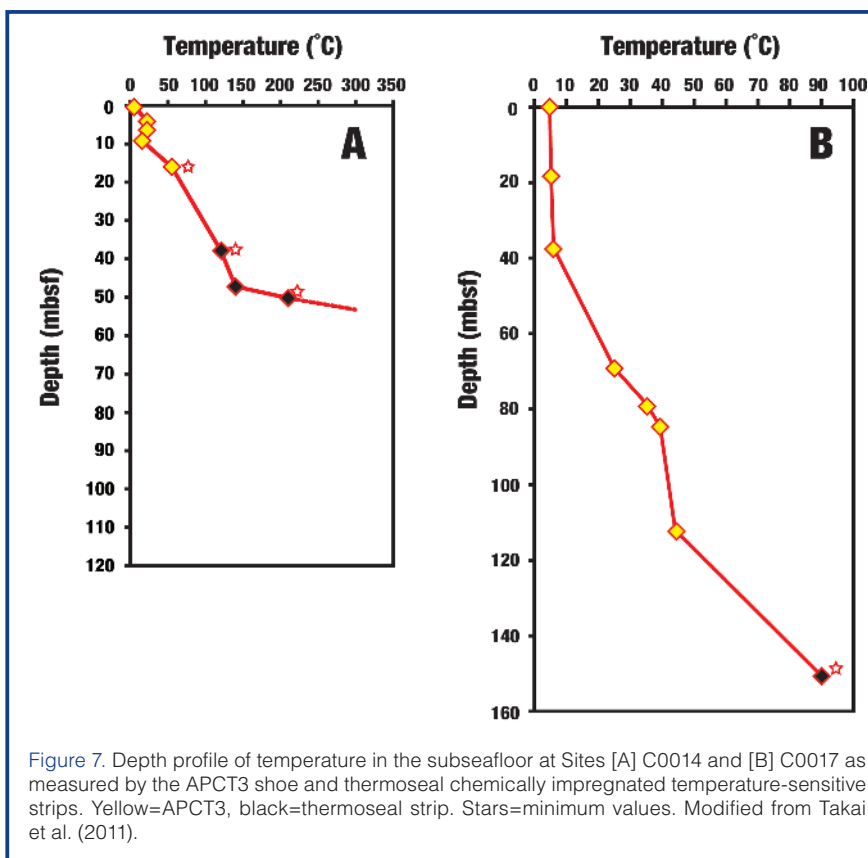 Temperature (˚C)
0 50 100 150 200 250 300 350
0
10
20
30
40
50
60
70
80
90
100
110
120
Depth (mbsf)
A
Temperature (˚C)
0 10 20 30 40 50 60 70 80 90 100
0
20
40
60
80
100
120
140
160
Depth (mbsf)
B
Figure 7. Depth profile of temperature in the subseafloor at Sites [A] C0014 and [B] C0017 as
measured by the APCT3 shoe and thermoseal chemically impregnated temperature-sensitive
strips. Yellow=APCT3, black=thermoseal strip. Stars=minimum values. Modified from Takai
et al. (2011).